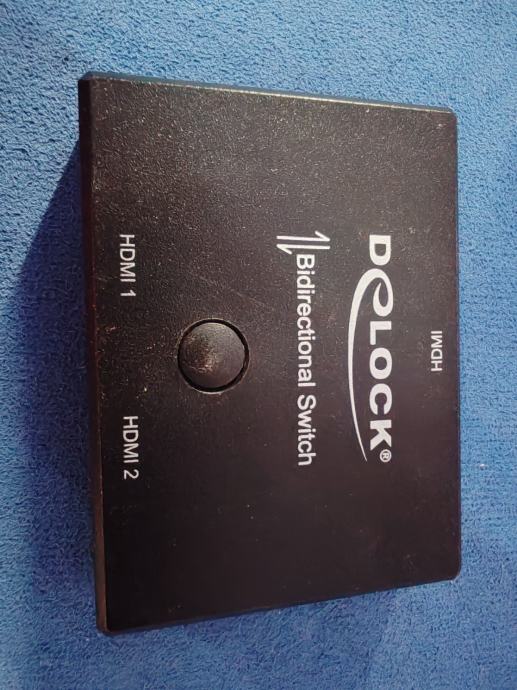 HDMI
DELOCK®
Bidirectional Switch
HDMI 1
HDMI 2